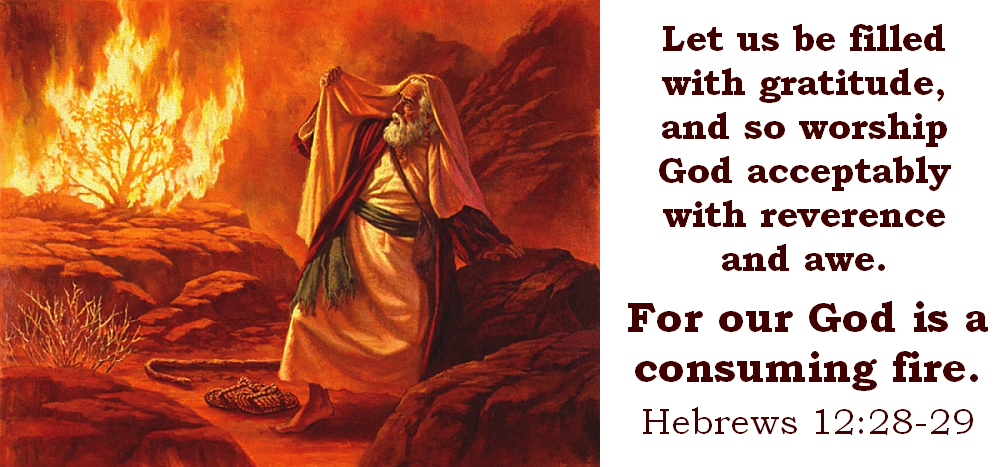 Let us be filled
with gratitude,
and so worship
God acceptably
with reverence
and awe.
For our God is a
consuming fire.
Hebrews 12:28-29